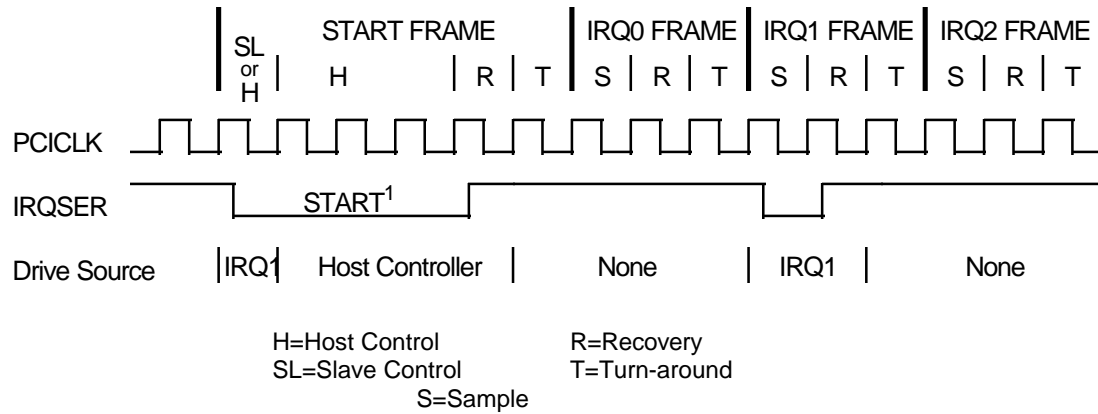 START FRAME IRQ0 FRAME IRQ1 FRAME IRQ2 FRAME
SL
or
H
H R T S R T S R T S R T
PCICLK
IRQSER START1
Drive Source IRQ1 Host Controller None IRQ1 None
H=Host Control R=Recovery
SL=Slave Control T=Turn-around
S=Sample